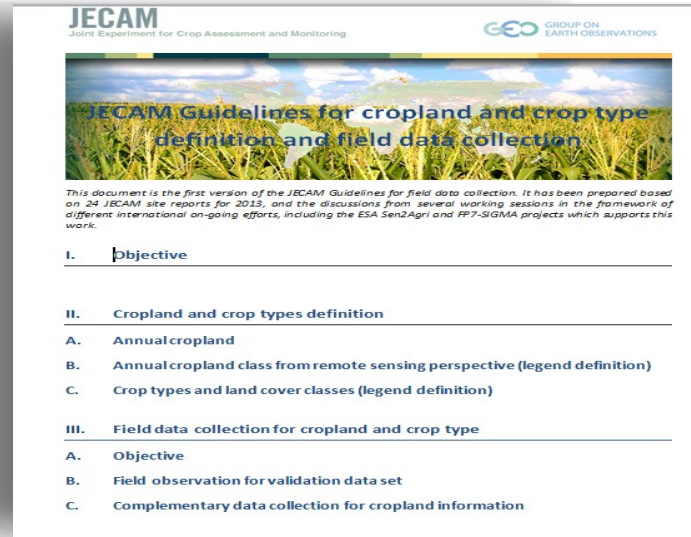 JECAM
Joint Experiment for Crop Assessment and Monitoring
GEO GROUP ON
EARTH OBSERVATIONS
JECAM Guidelines for cropland and crop type
definition and field data collection
This document is the first version of the JECAM Guidelines for field data collection. It has been prepared based
on 24 JECAM site reports for 2013, and the discussions from several working sessions in the framework of
different international on-going efforts, including the ESA Sen2Agri and FP7-SIGMA projects which supports this
work.
I. Objective
II. Cropland and crop types definition
A. Annual cropland
B. Annual cropland class from remote sensing perspective (legend definition)
C. Crop types and land cover classes (legend definition)
III. Field data collection for cropland and crop type
A. Objective
B. Field observation for validation data set
C. Complementary data collection for cropland information